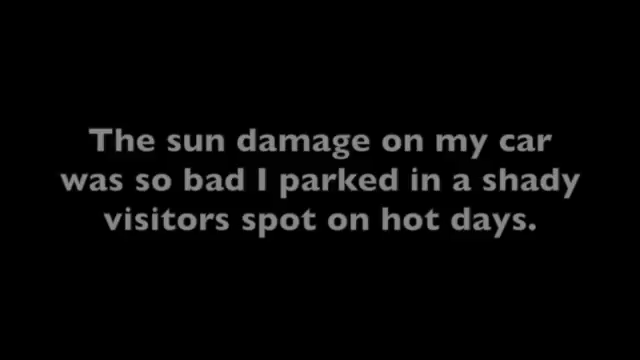 The sun damage on my car
was so bad I parked in a shady
visitors spot on hot days.